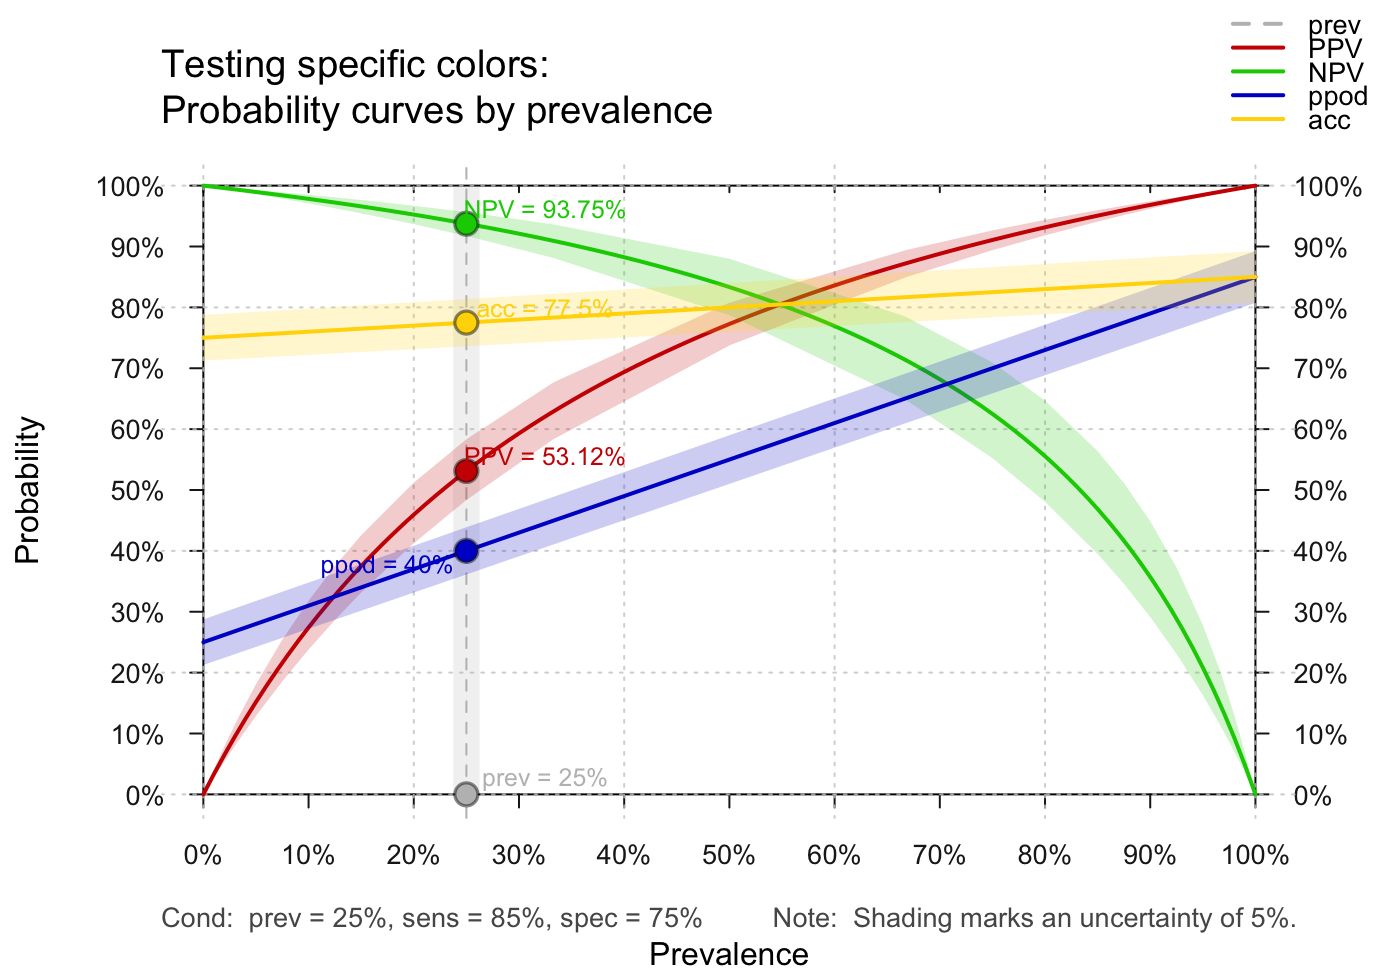 prev
PPV
NPV
ppod
acc
Testing specific colors:
Probability curves by prevalence
100% 100%
90% 90%
80% 80%
70% 70%
60% 60%
50% 50%
40% 40%
30% 30%
20% 20%
10% 10%
0% 0%
NPV = 93.75%
acc = 77.5%
PPV = 53.12%
ppod = 40%
prev = 25%
Probability
0% 10% 20% 30% 40% 50% 60% 70% 80% 90% 100%
Cond:  prev = 25%, sens = 85%, spec = 75% Note:  Shading marks an uncertainty of 5%.
Prevalence